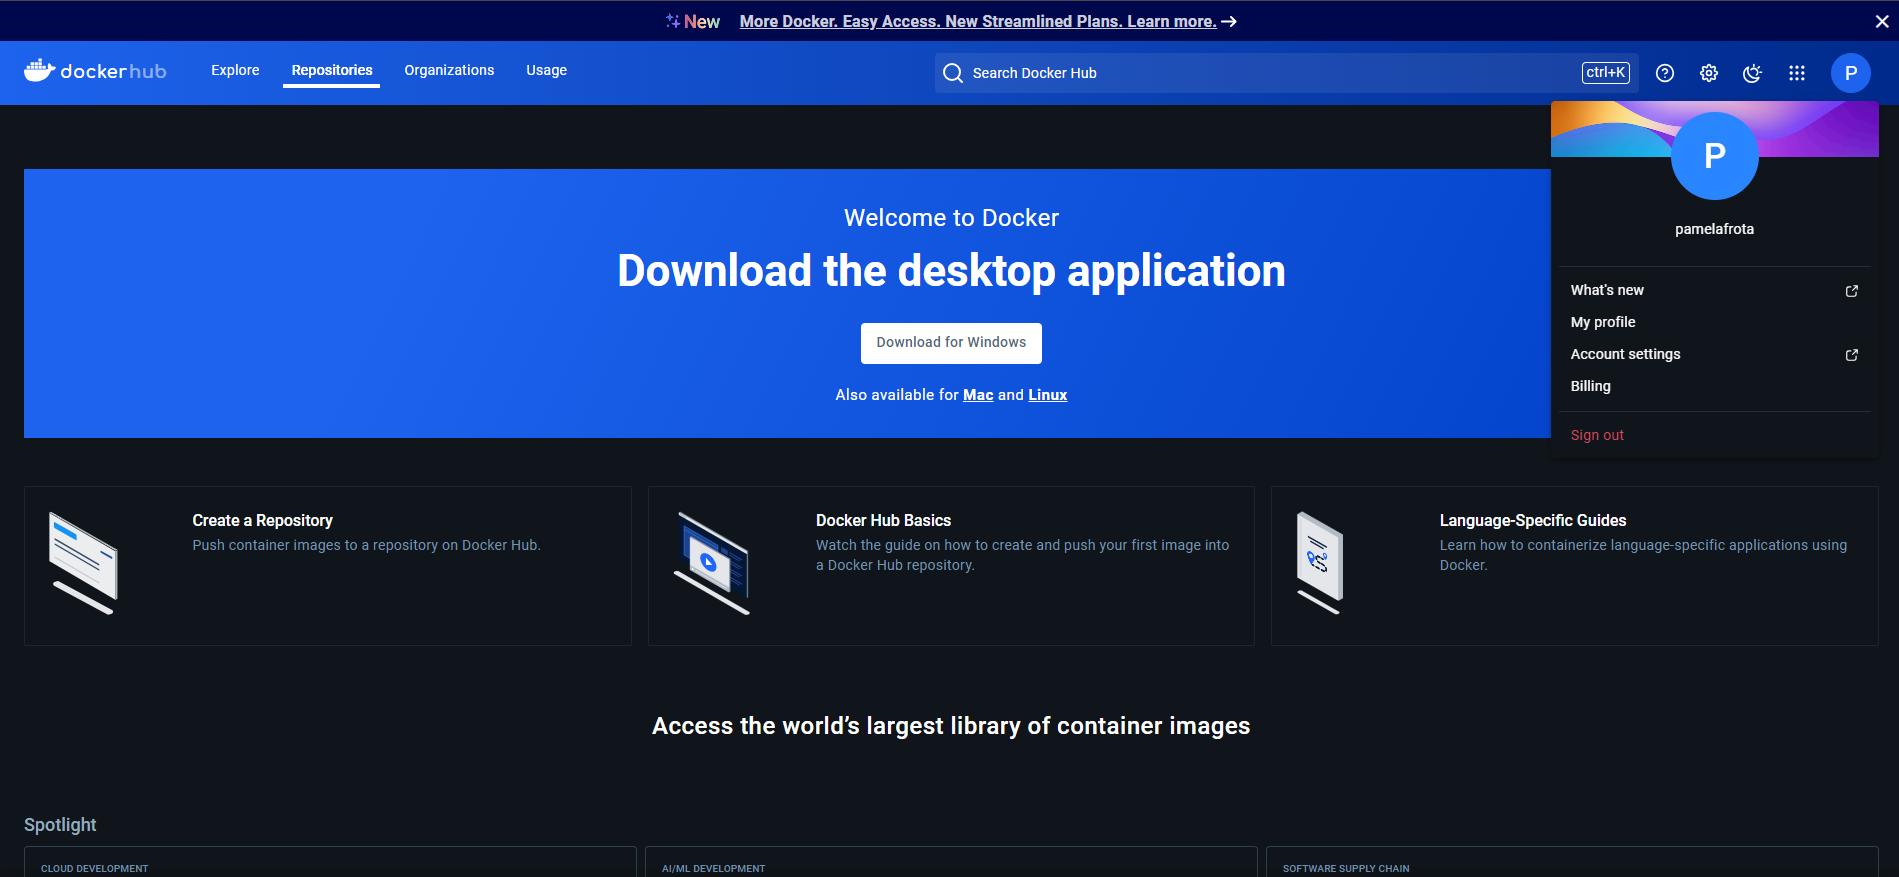 New More Docker. Easy Access. New Streamlined Plans. Learn more.
dockerhub
Explore
Repositories
Organizations
Usage
Search Docker Hub
ctrl+K
P
P
pamelafrota
What's new
My profile
Account settings
Billing
Sign out
Welcome to Docker
Download the desktop application
Download for Windows
Also available for Mac and Linux
Create a Repository
Push container images to a repository on Docker Hub.
Docker Hub Basics
Watch the guide on how to create and push your first image into
a Docker Hub repository.
Language-Specific Guides
Learn how to containerize language-specific applications using
Docker.
Access the world’s largest library of container images
Spotlight
CLOUD DEVELOPMENT
AI/ML DEVELOPMENT
SOFTWARE SUPPLY CHAIN